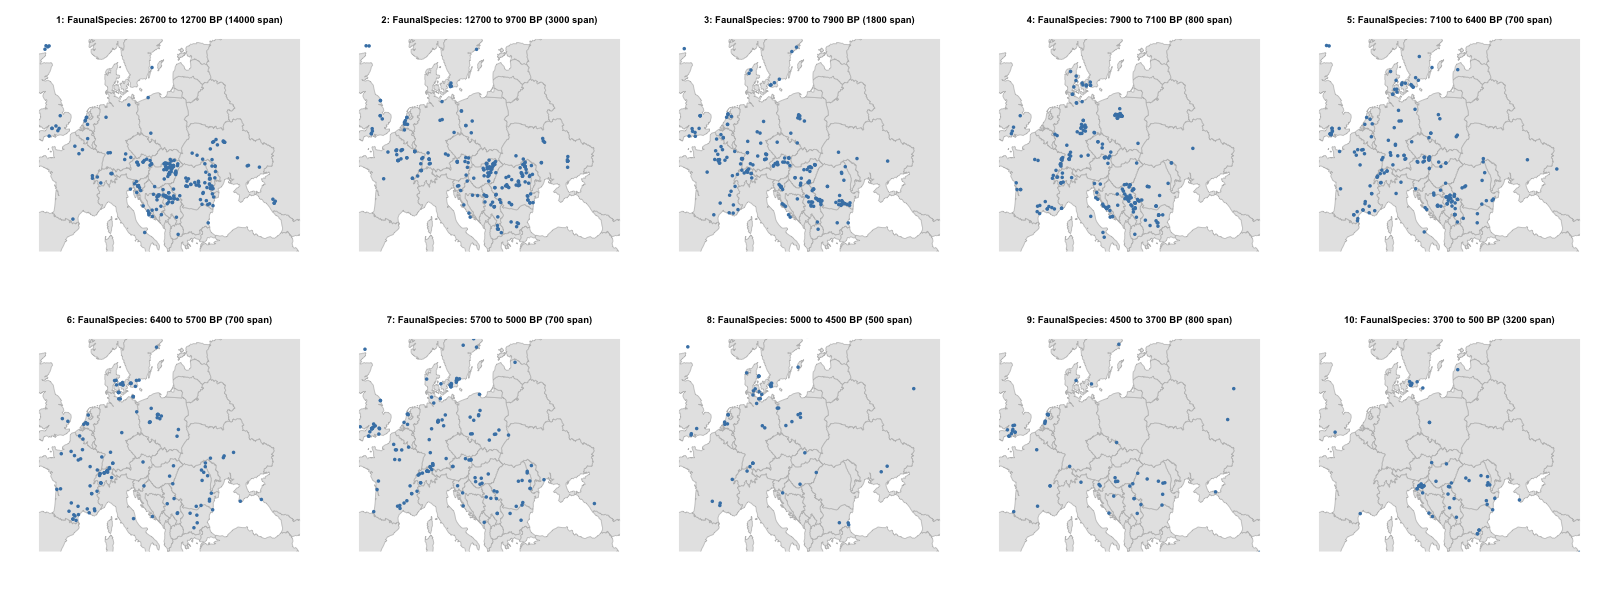 1: FaunalSpecies: 26700 to 12700 BP (14000 span)
2: FaunalSpecies: 12700 to 9700 BP (3000 span)
3: FaunalSpecies: 9700 to 7900 BP (1800 span)
4: FaunalSpecies: 7900 to 7100 BP (800 span)
5: FaunalSpecies: 7100 to 6400 BP (700 span)
6: FaunalSpecies: 6400 to 5700 BP (700 span)
7: FaunalSpecies: 5700 to 5000 BP (700 span)
8: FaunalSpecies: 5000 to 4500 BP (500 span)
9: FaunalSpecies: 4500 to 3700 BP (800 span)
10: FaunalSpecies: 3700 to 500 BP (3200 span)